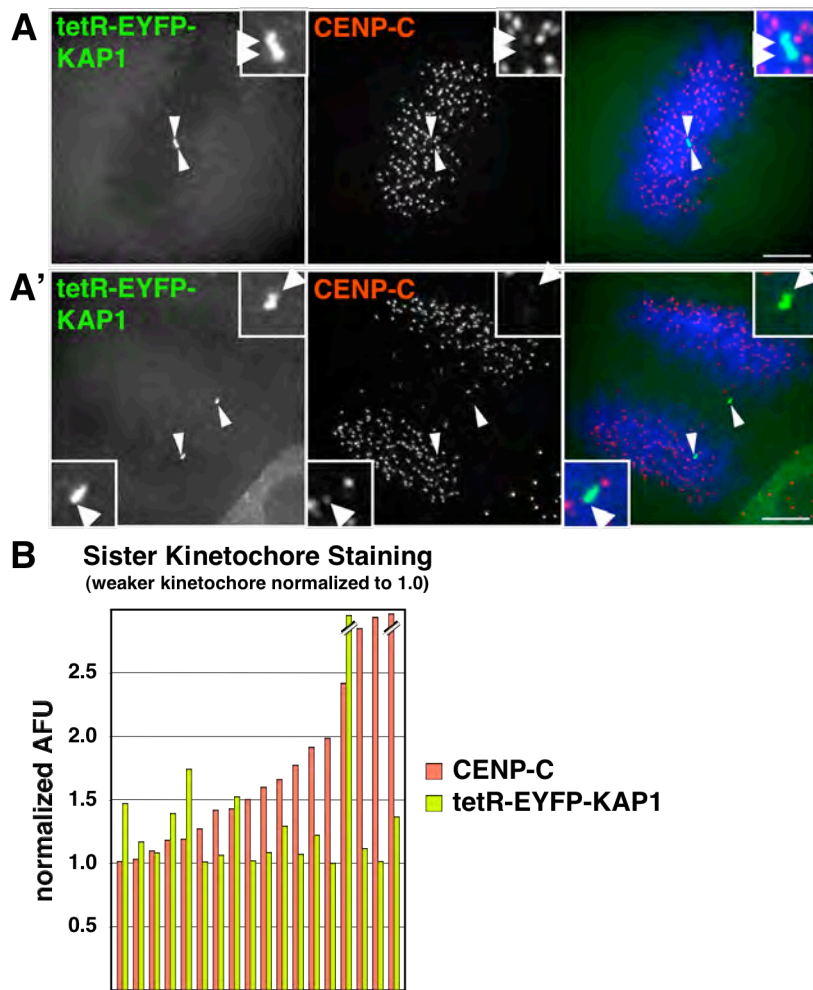 A
tetR-EYFP-
KAP1
CENP-C
A'
tetR-EYFP-
KAP1
CENP-C
B
Sister Kinetochore Staining
(weaker kinetochore normalized to 1.0)
normalized AFU
2.5
2.0
1.5
1.0
0.5
CENP-C
tetR-EYFP-KAP1